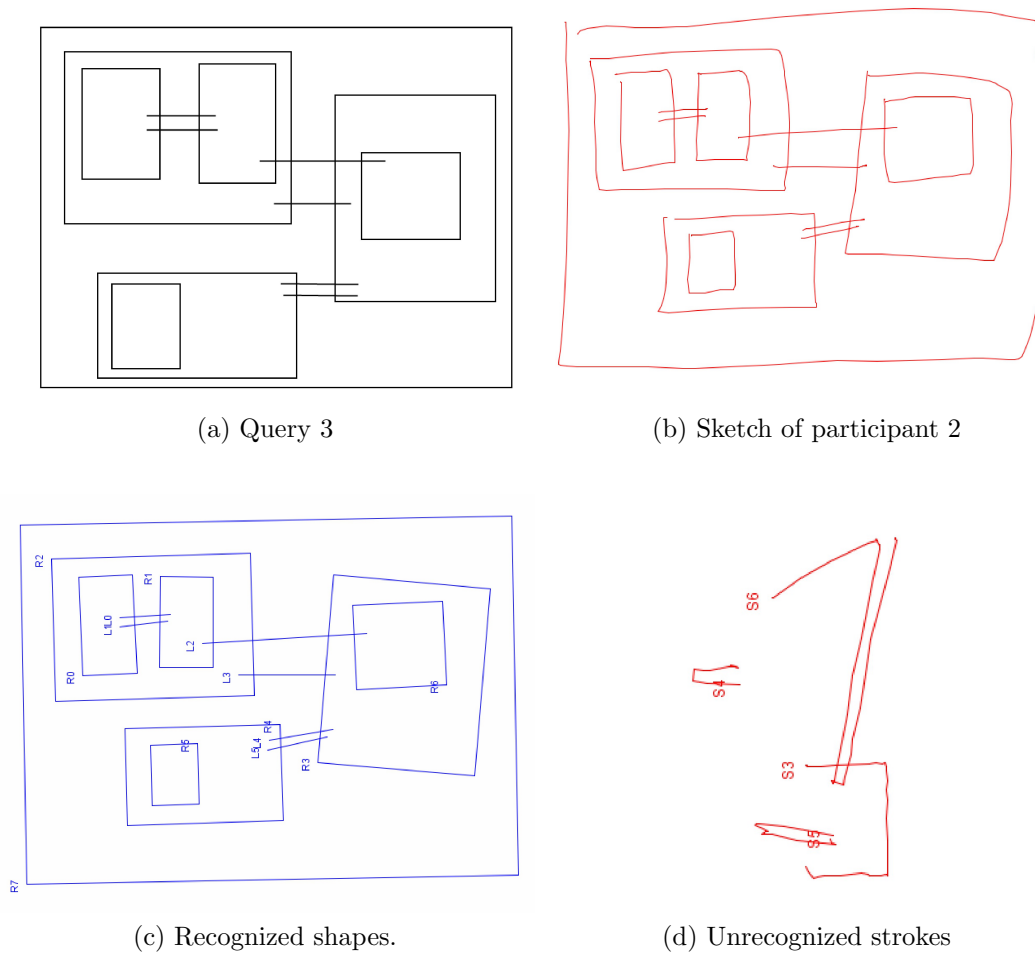 (a) Query 3
(b) Sketch of participant 2
R2
R1
L1L0
L2
R0
L3
R6
R4
R5
L5L4
R3
R7
S6
S4
S3
S5
(c) Recognized shapes.
(d) Unrecognized strokes